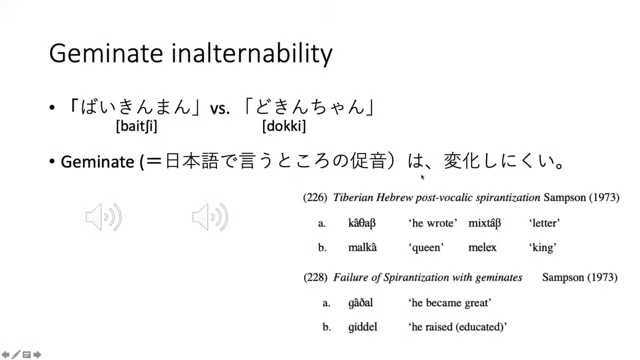 Geminate inalternability
• 「ばいきんまん」vs. 「どきんちゃん」
[baitʃi] [dokki]
• Geminate (＝日本語で言うところの促音）は、変化しにくい。
(226) Tiberian Hebrew post-vocalic spirantization Sampson (1973)
a. kâθaβ ‘he wrote’ mixtâβ ‘letter’
b. malkâ ‘queen’ melex ‘king’
(228) Failure of Spirantization with geminates Sampson (1973)
a. gâðal ‘he became great’
b. giddel ‘he raised (educated)’